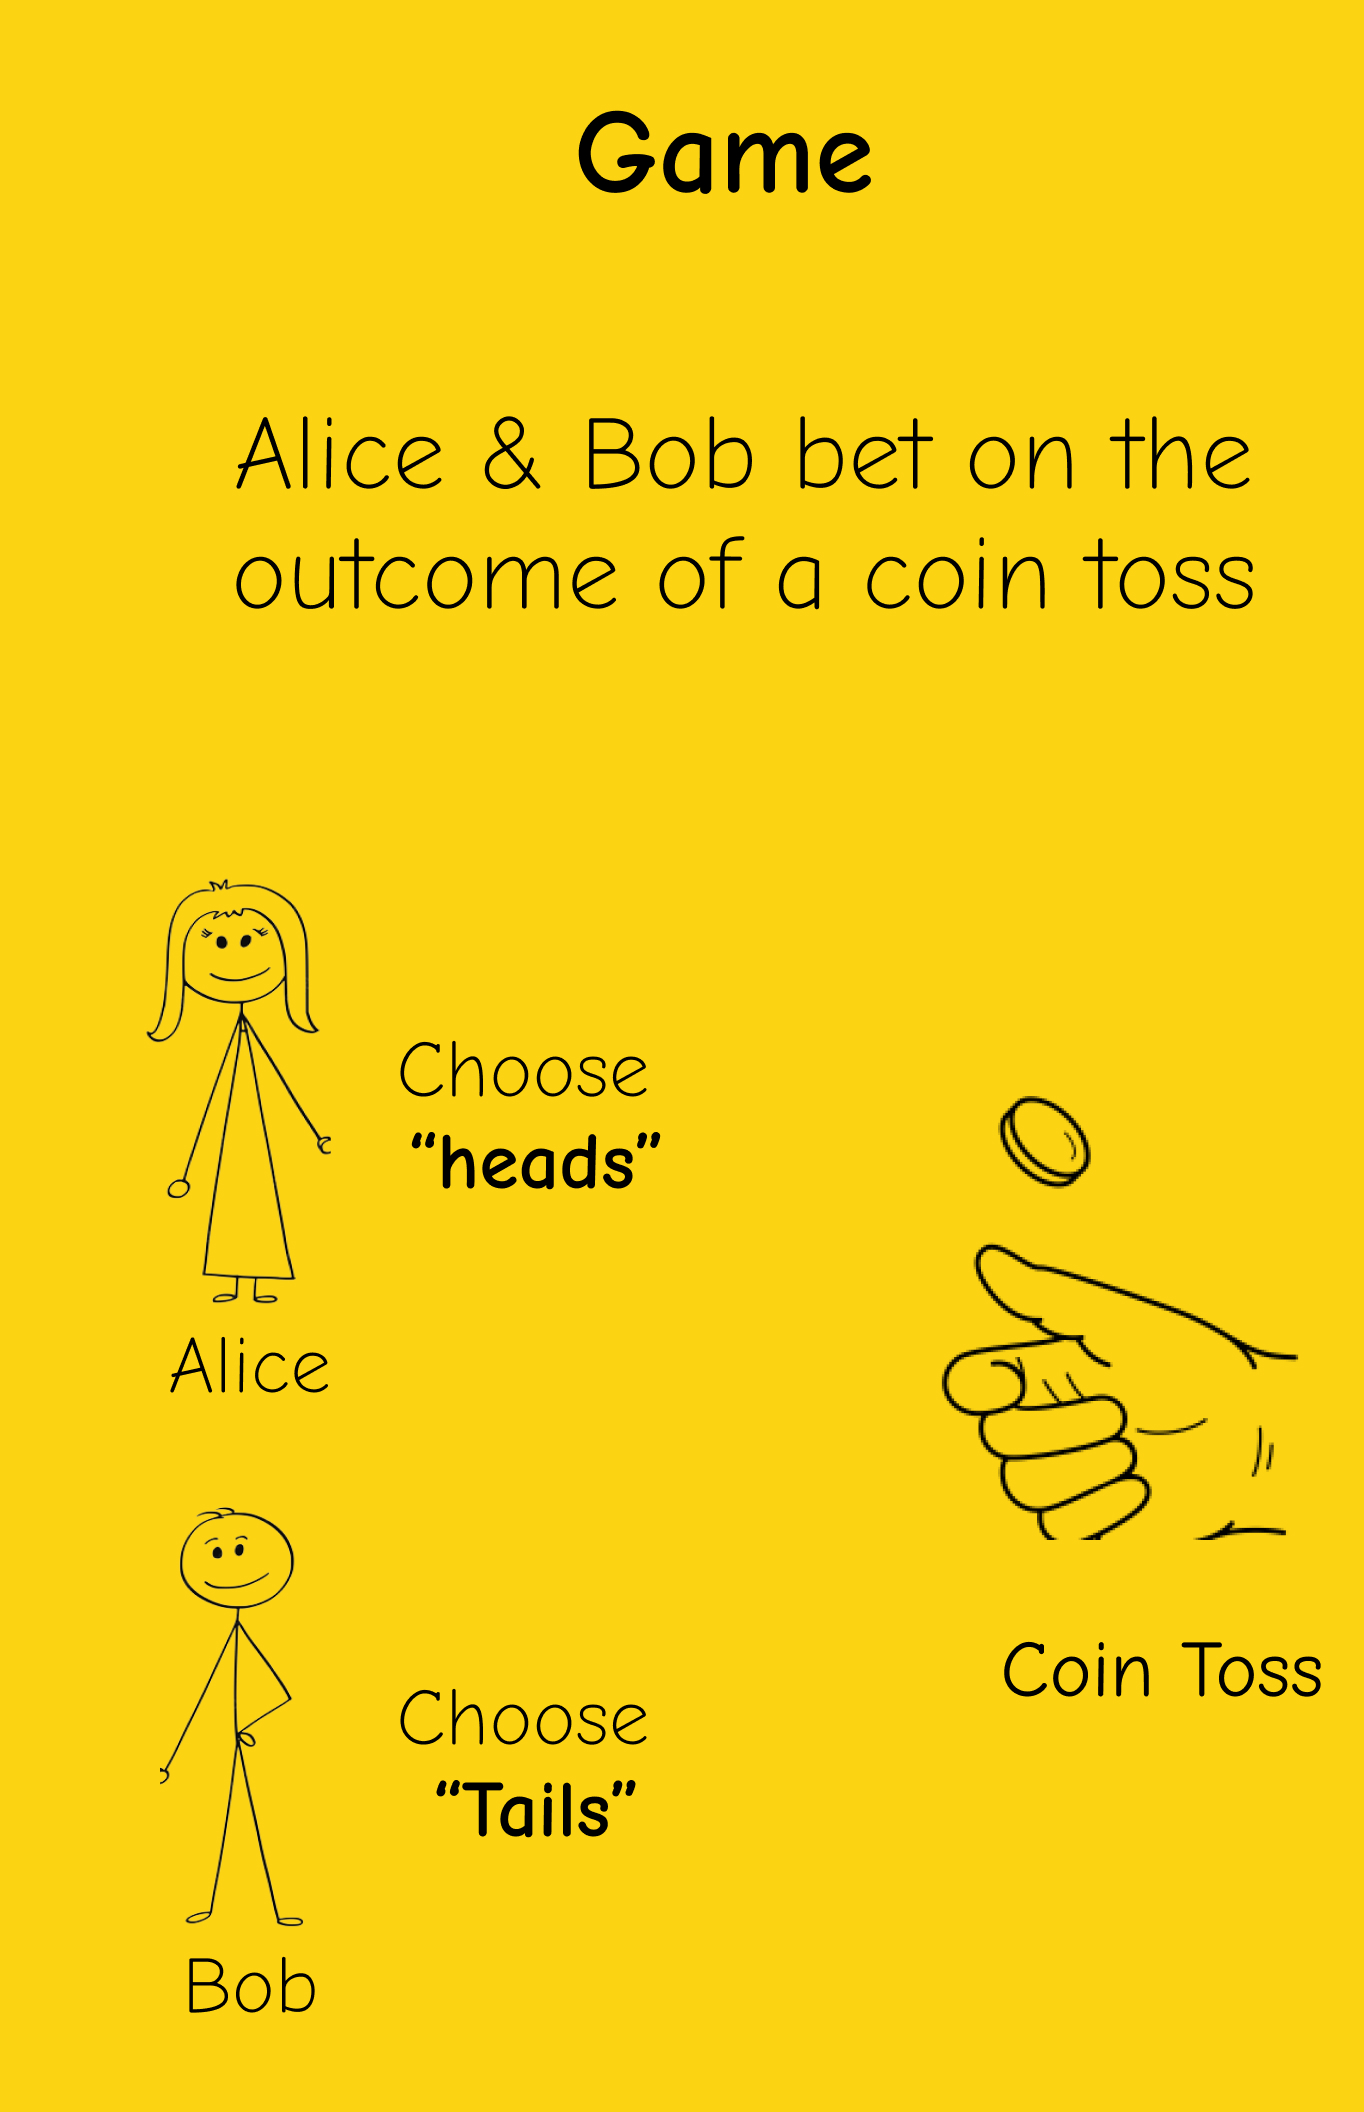 Game
Alice & Bob bet on the
outcome of a coin toss
Choose
“heads”
Alice
Coin Toss
Choose
“Tails”
Bob